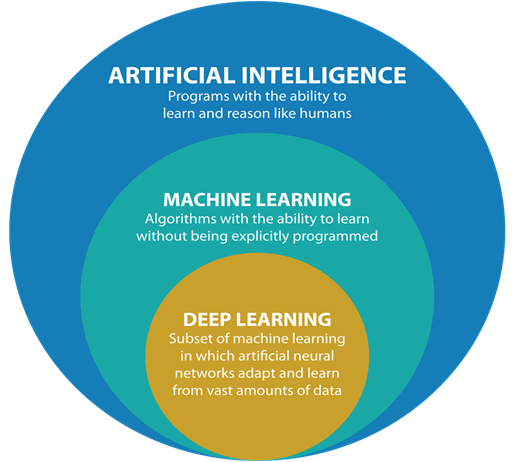 ARTIFICIAL INTELLIGENCE
Programs with the ability to
learn and reason like humans
MACHINE LEARNING
Algorithms with the ability to learn
without being explicitly programmed
DEEP LEARNING
Subset of machine learning
in which artificial neural
networks adapt and learn
from vast amounts of data